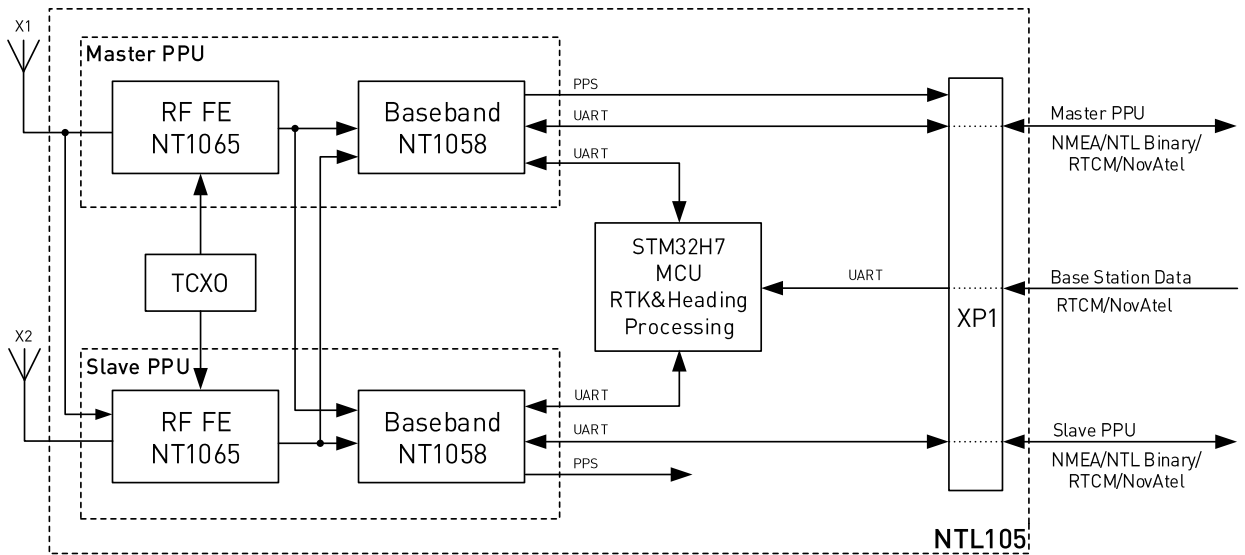 X1
Master PPU
RF FE
NT1065
Baseband
NT1058
PPS
UART
UART
Master PPU
NMEA/NTL Binary/
RTCM/NovAtel
TCXO
STM32H7
MCU
RTK&Heading
Processing
UART
XP1
Base Station Data
RTCM/NovAtel
X2
Slave PPU
RF FE
NT1065
Baseband
NT1058
UART
UART
PPS
Slave PPU
NMEA/NTL Binary/
RTCM/NovAtel
NTL105